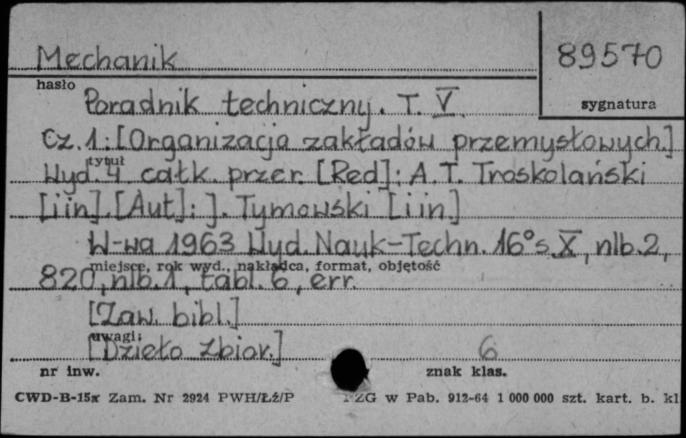 Mechanik
89570
hasło
sygnatura
Poradnik techniczny. T. V.
Cz. 1: [Organizacja zakładów przemysłowych.]
tytuł
Wyd. 4 całk. przer. [Red]: A.T. Troskolański
[i in]. [Aut]: J. Tymowski [i in.]
W-wa 1963 Wyd. Nauk-Techn. 16° s. X, nlb. 2,
miejsce, rok wyd., nakładca, format, objętość
820, nlb. 1, tabl. 6, err.
[Zaw. bibl.]
uwagi:
[Dzieło zbior.]
6
nr inw.
znak klas.
CWD-B-15x Zam. Nr 2924 PWH/Łź/P
PZG w Pab. 912-64 1 000 000 szt. kart. b. kl